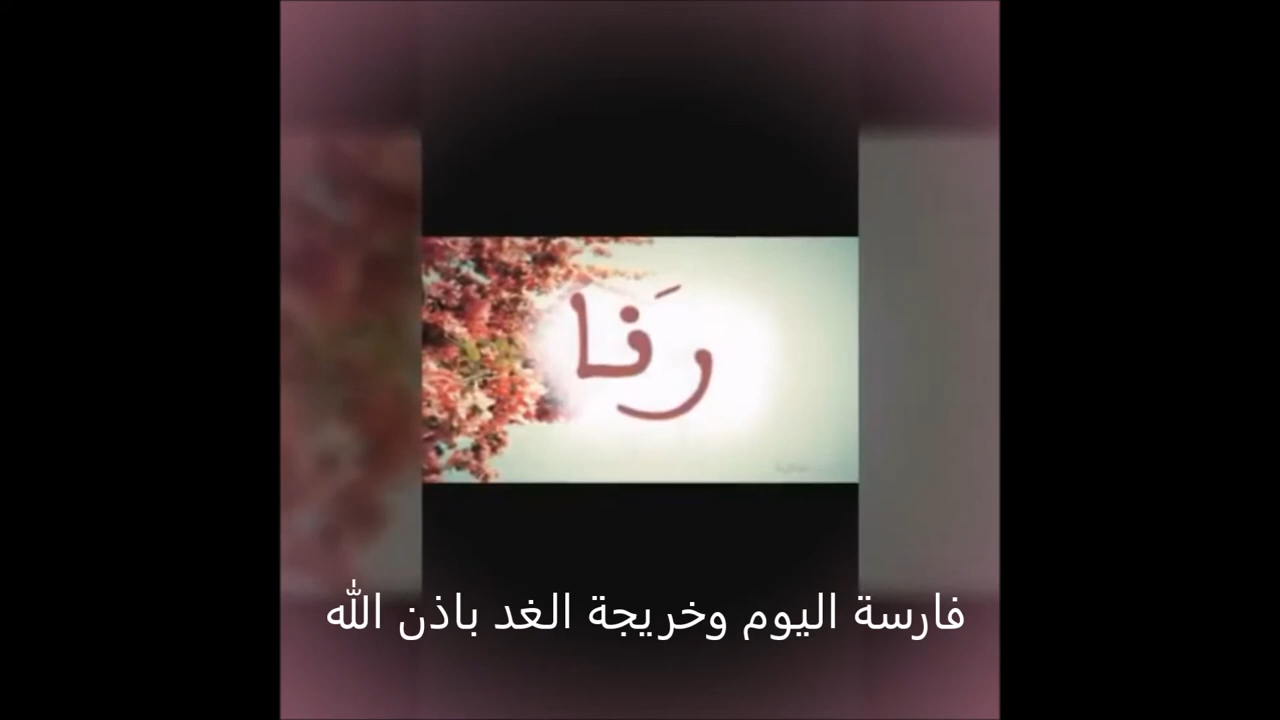 رَنا
فارسة اليوم وخريجة الغد باذن الله